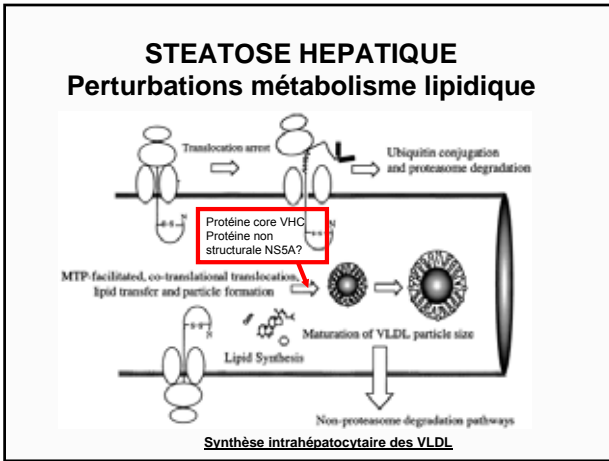 STEATOSE HEPATIQUE
Perturbations métabolisme lipidique
Translocation arrest
Ubiquitin conjugation
and proteasome degradation
Protéine core VHC
Protéine non
structurale NS5A?
S-S
N
S-S
N
MTP-facilitated, co-translational translocation,
lipid transfer and particle formation
S-S
N
Maturation of VLDL particle size
Lipid Synthesis
Non-proteasome degradation pathways
Synthèse intrahépatocytaire des VLDL